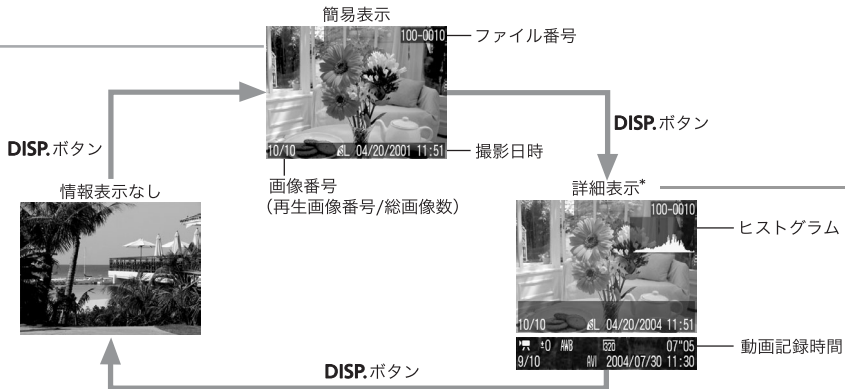 簡易表示
100-0010
ファイル番号
DISP.ボタン
DISP.ボタン
10/10 L 04/20/2001 11:51
撮影日時
画像番号
(再生画像番号/総画像数)
情報表示なし
詳細表示*
100-0010
ヒストグラム
10/10 L 04/20/2004 11:51
±0 AWB 320 07"05
動画記録時間
9/10 AVI 2004/07/30 11:30
DISP.ボタン